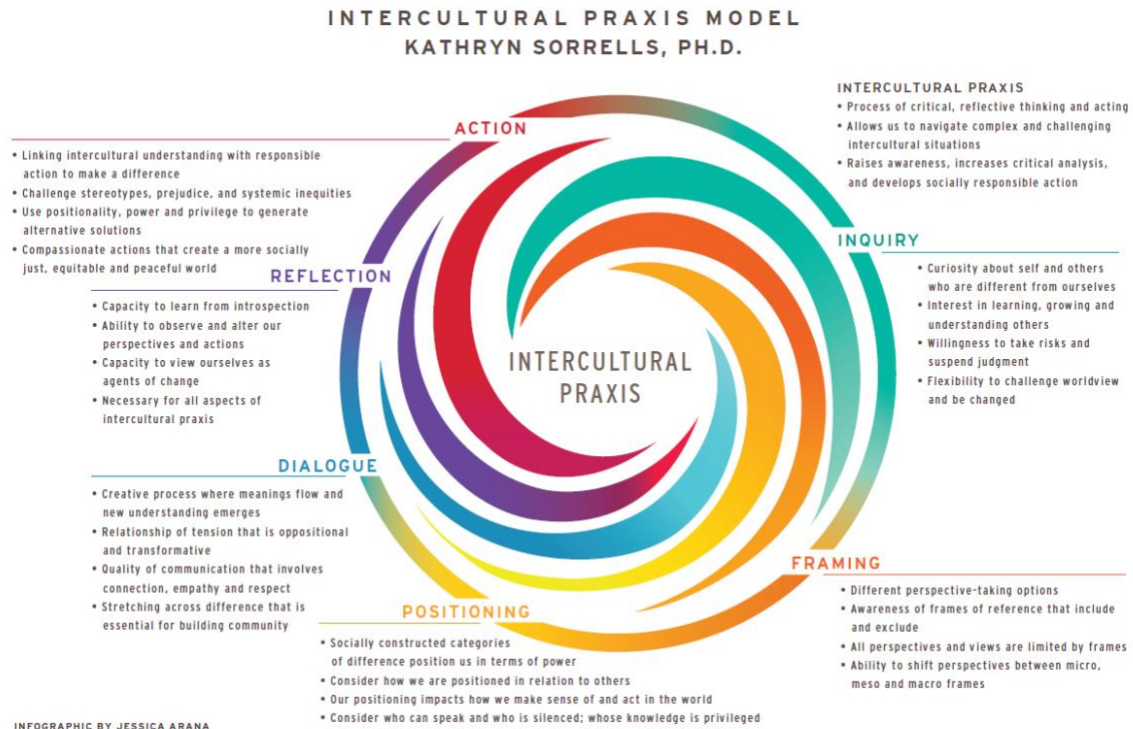 INTERCULTURAL PRAXIS MODEL
KATHRYN SORRELLS, PH.D.
INTERCULTURAL PRAXIS
• Process of critical, reflective thinking and acting
• Allows us to navigate complex and challenging
intercultural situations
• Raises awareness, increases critical analysis,
and develops socially responsible action
INQUIRY
• Curiosity about self and others
who are different from ourselves
• Interest in learning, growing and
understanding others
• Willingness to take risks and
suspend judgment
• Flexibility to challenge worldview
and be changed
FRAMING
• Different perspective-taking options
• Awareness of frames of reference that include
and exclude
• All perspectives and views are limited by frames
• Ability to shift perspectives between micro,
meso and macro frames
POSITIONING
• Socially constructed categories
of difference position us in terms of power
• Consider how we are positioned in relation to others
• Our positioning impacts how we make sense of and act in the world
• Consider who can speak and who is silenced; whose knowledge is privileged
DIALOGUE
• Creative process where meanings flow and
new understanding emerges
• Relationship of tension that is oppositional
and transformative
• Quality of communication that involves
connection, empathy and respect
• Stretching across difference that is
essential for building community
REFLECTION
• Capacity to learn from introspection
• Ability to observe and alter our
perspectives and actions
• Capacity to view ourselves as
agents of change
• Necessary for all aspects of
intercultural praxis
ACTION
• Linking intercultural understanding with responsible
action to make a difference
• Challenge stereotypes, prejudice, and systemic inequities
• Use positionality, power and privilege to generate
alternative solutions
• Compassionate actions that create a more socially
just, equitable and peaceful world
INTERCULTURAL
PRAXIS
INFOGRAPHIC BY JESSICA ARANA